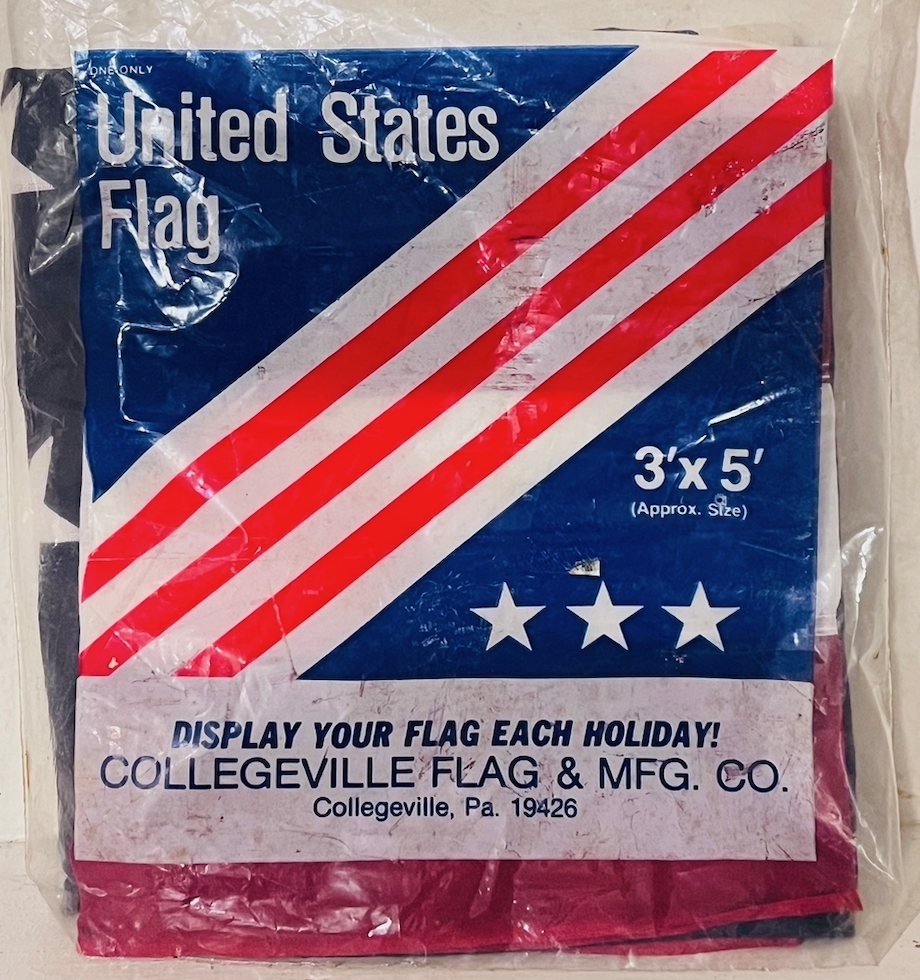 ONE ONLY
United States
Flag
3'x 5'
(Approx. Size)
DISPLAY YOUR FLAG EACH HOLIDAY!
COLLEGEVILLE FLAG & MFG. CO.
Collegeville, Pa. 19426